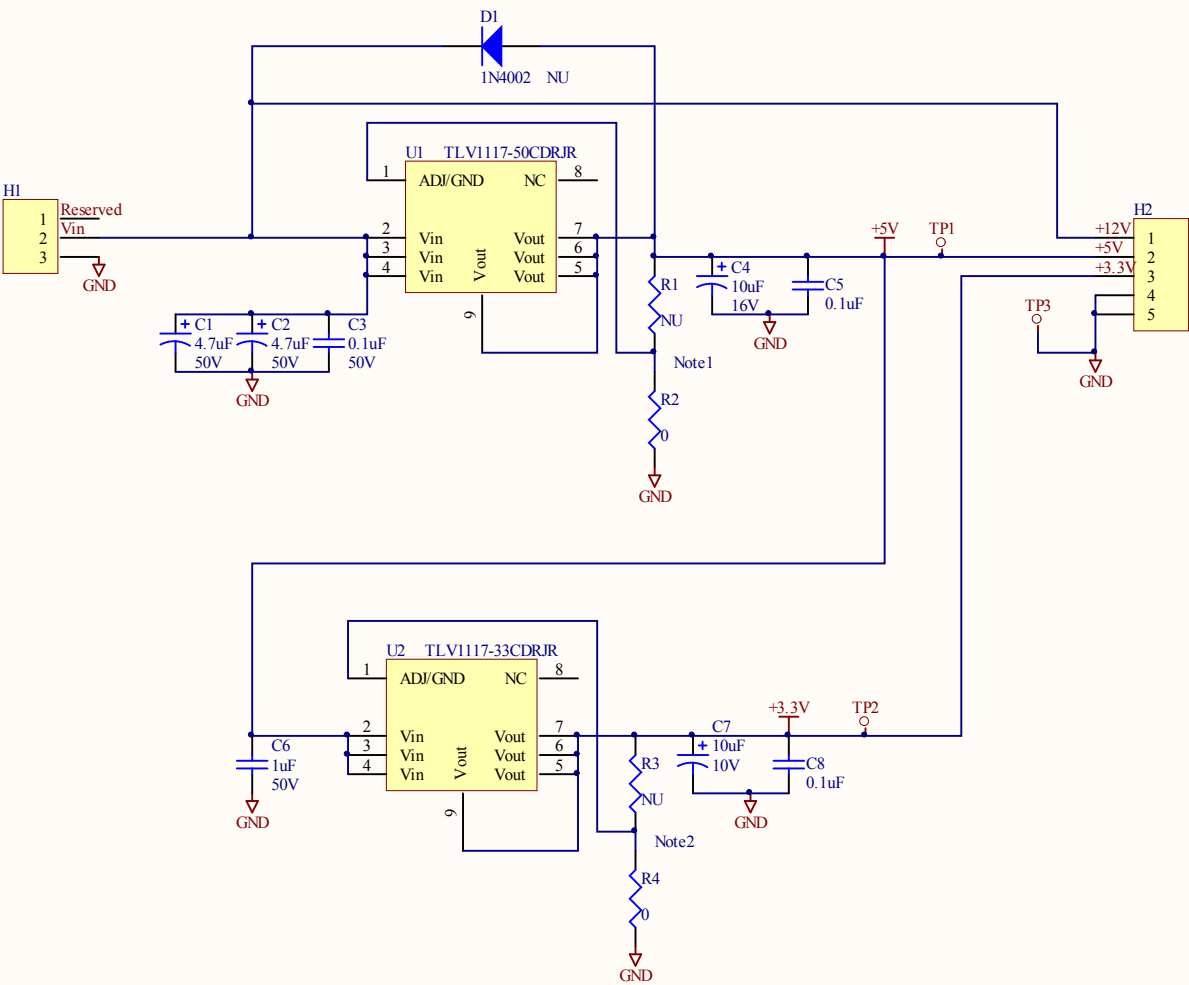 D1
1N4002 NU
U1 TLV1117-50CDRJR
1 ADJ/GND NC 8
H1
1 Reserved
2 Vin
3
GND
2 Vin Vout 7
3 Vin Vout 6
4 Vin Vout 5
Vout
9
+5V
TP1
H2
+12V 1
+5V 2
+3.3V 3
4
5
TP3
GND
C1
4.7uF
50V
C2
4.7uF
50V
C3
0.1uF
50V
GND
R1
NU
C4
10uF
16V
C5
0.1uF
GND
Note1
R2
0
GND
U2 TLV1117-33CDRJR
1 ADJ/GND NC 8
2 Vin Vout 7
3 Vin Vout 6
4 Vin Vout 5
Vout
9
C6
1uF
50V
GND
R3
NU
C7
10uF
10V
+3.3V
TP2
C8
0.1uF
GND
Note2
R4
0
GND